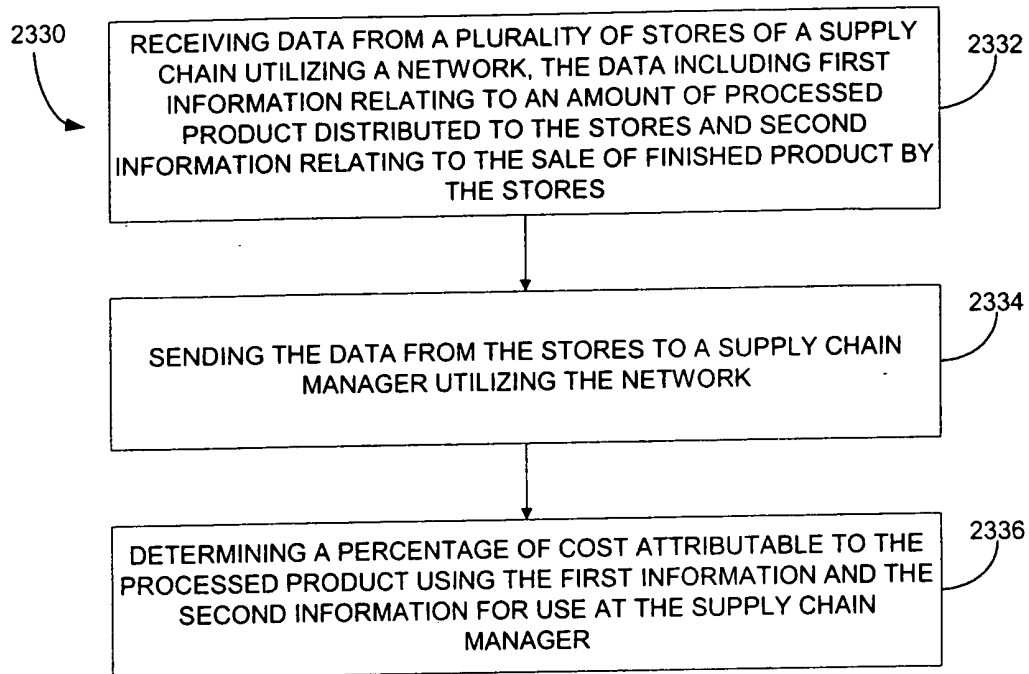 2330
RECEIVING DATA FROM A PLURALITY OF STORES OF A SUPPLY
CHAIN UTILIZING A NETWORK, THE DATA INCLUDING FIRST
INFORMATION RELATING TO AN AMOUNT OF PROCESSED
PRODUCT DISTRIBUTED TO THE STORES AND SECOND
INFORMATION RELATING TO THE SALE OF FINISHED PRODUCT BY
THE STORES
2332
SENDING THE DATA FROM THE STORES TO A SUPPLY CHAIN
MANAGER UTILIZING THE NETWORK
2334
DETERMINING A PERCENTAGE OF COST ATTRIBUTABLE TO THE
PROCESSED PRODUCT USING THE FIRST INFORMATION AND THE
SECOND INFORMATION FOR USE AT THE SUPPLY CHAIN
MANAGER
2336